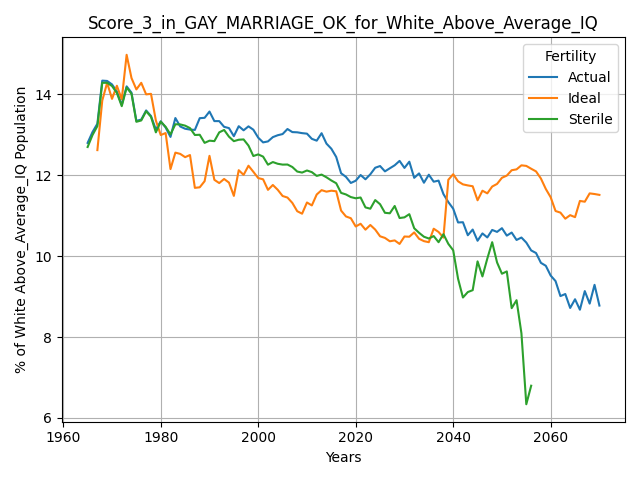 Score_3_in_GAY_MARRIAGE_OK_for_White_Above_Average_IQ
Fertility
Actual
Ideal
Sterile
% of White Above_Average_IQ Population
14
12
10
8
6
1960
1980
2000
2020
2040
2060
Years